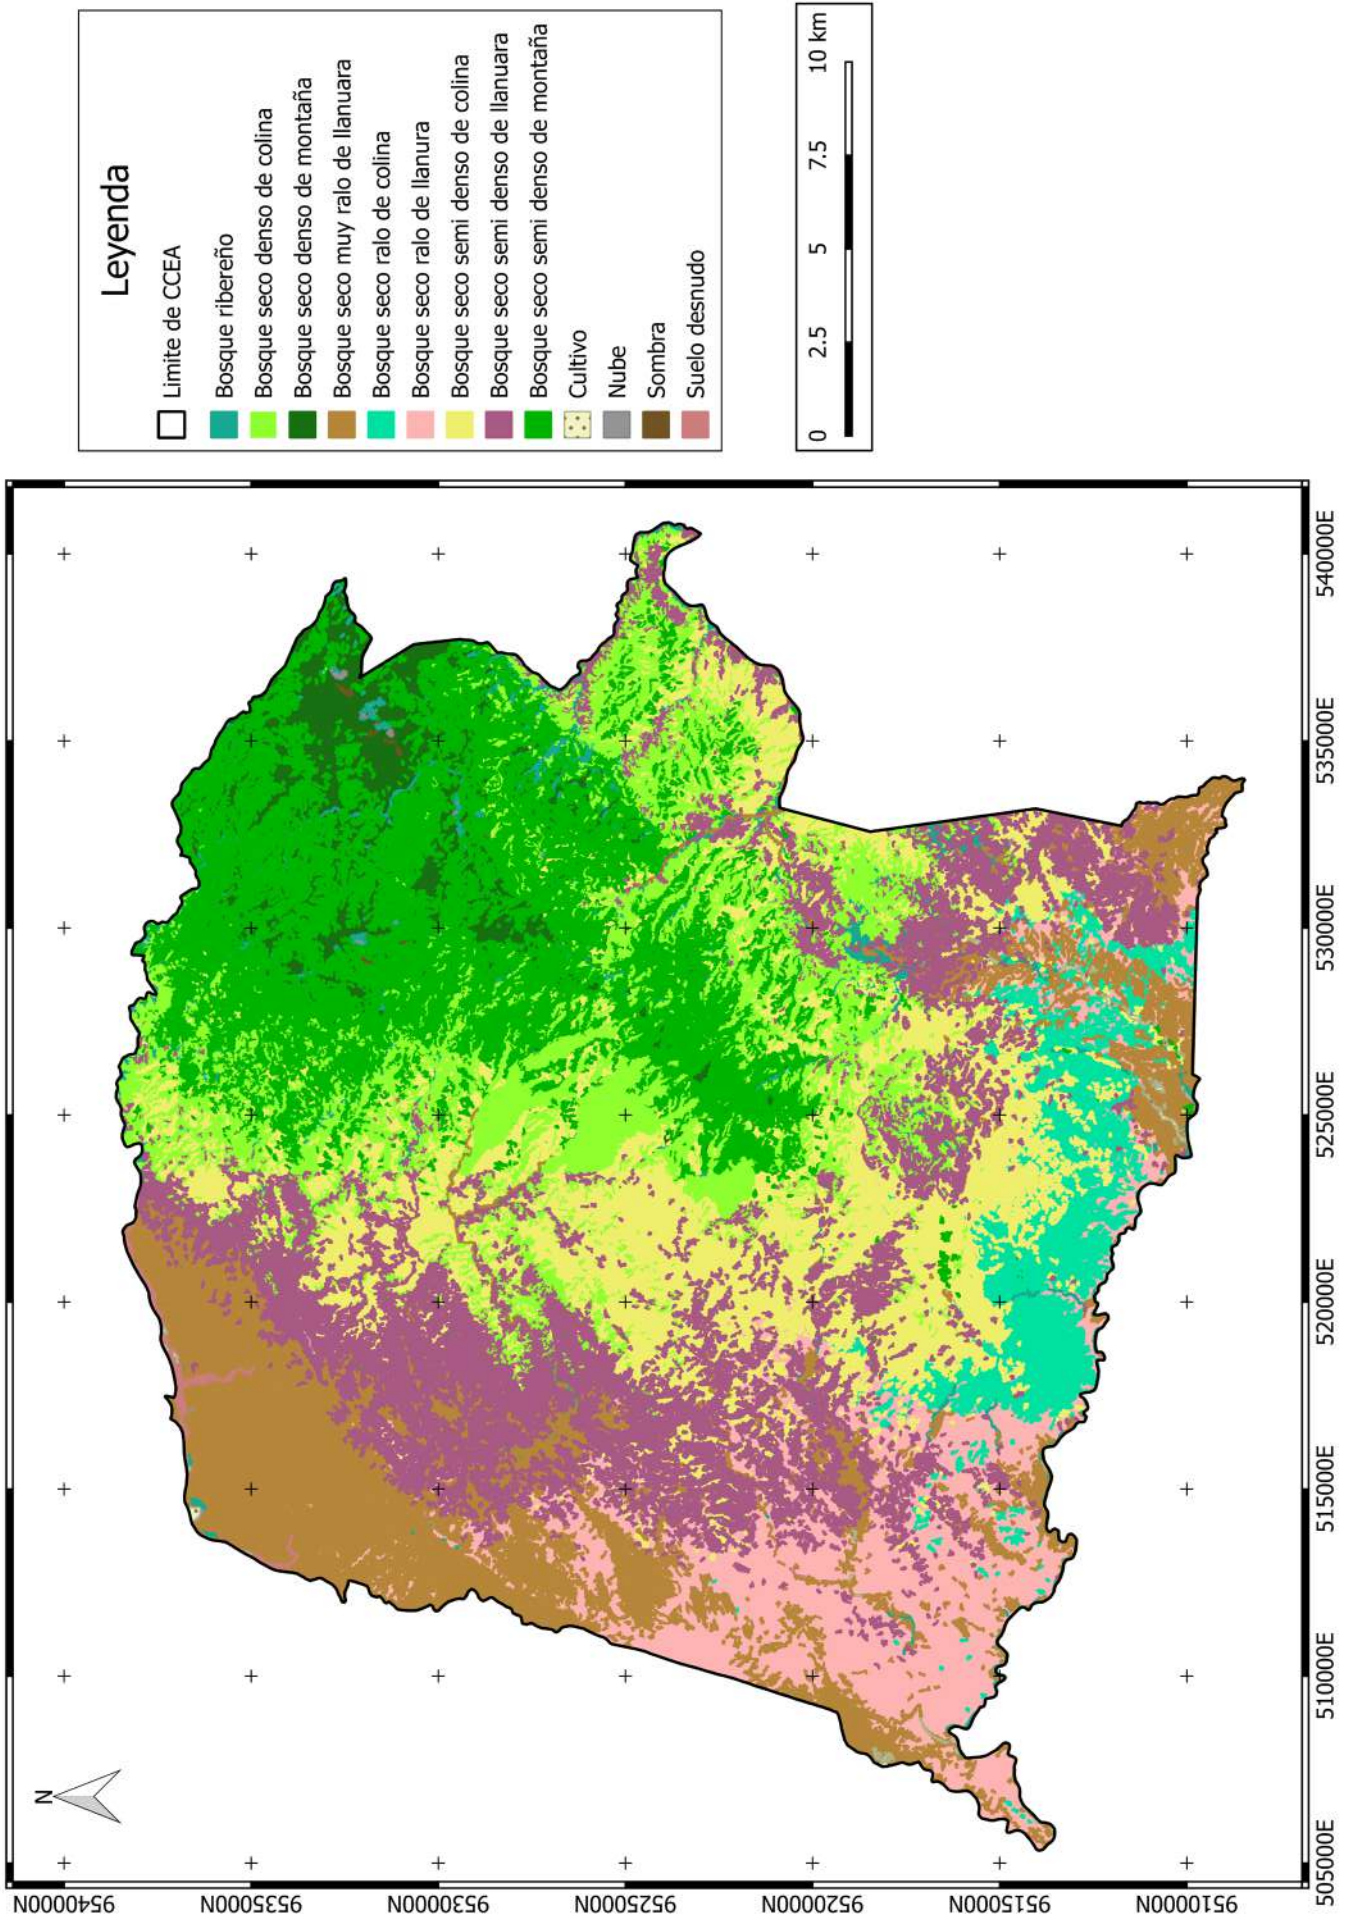 Leyenda
Limite de CCEA
Bosque ribereño
Bosque seco denso de colina
Bosque seco denso de montaña
Bosque seco muy ralo de llanuara
Bosque seco ralo de colina
Bosque seco ralo de llanura
Bosque seco semi denso de colina
Bosque seco semi denso de llanuara
Bosque seco semi denso de montaña
Cultivo
Nube
Sombra
Suelo desnudo
0 2.5 5 7.5 10 km
N
9540000N
9535000N
9530000N
9525000N
9520000N
9515000N
9510000N
505000E
510000E
515000E
520000E
525000E
530000E
535000E
540000E